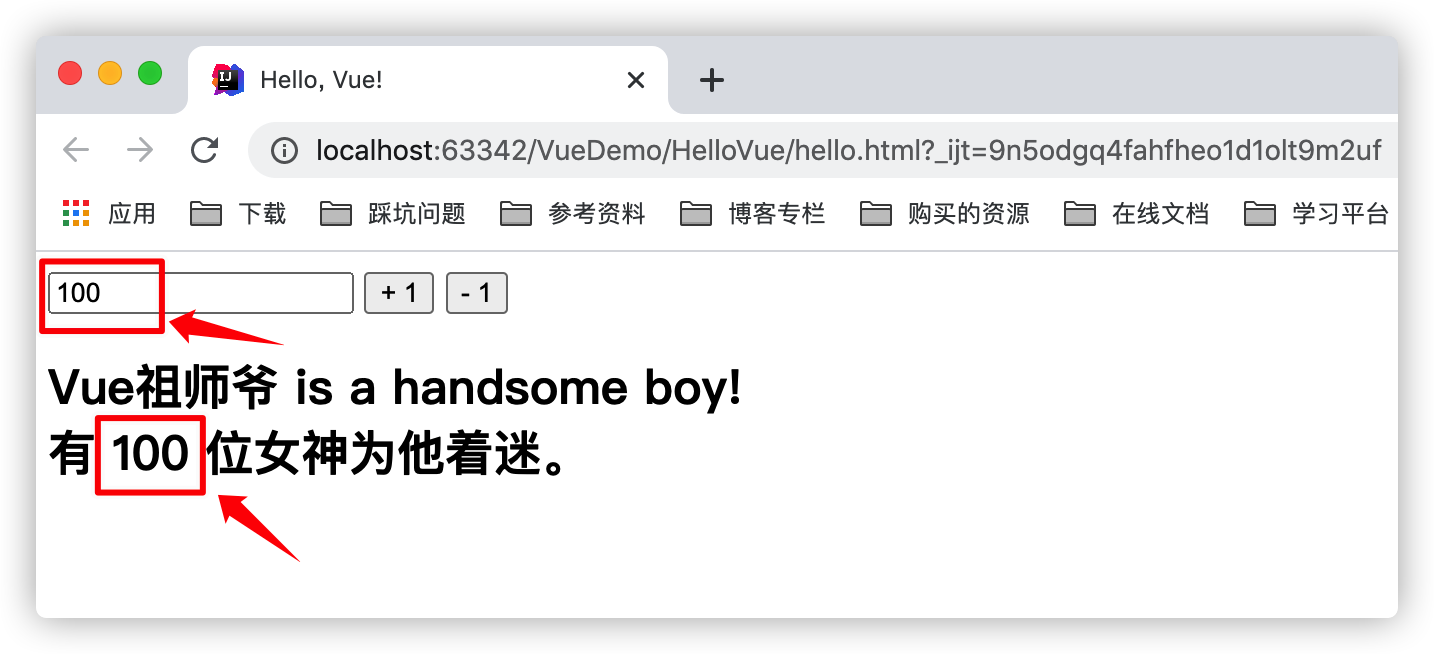 Hello, Vue!
localhost:63342/VueDemo/HelloVue/hello.html?_ijt=9n5odgq4fahfheo1d1olt9m2uf
应用 下载 踩坑问题 参考资料 博客专栏 购买的资源 在线文档 学习平台
100 + 1 - 1
Vue祖师爷 is a handsome boy!
有 100 位女神为他着迷。